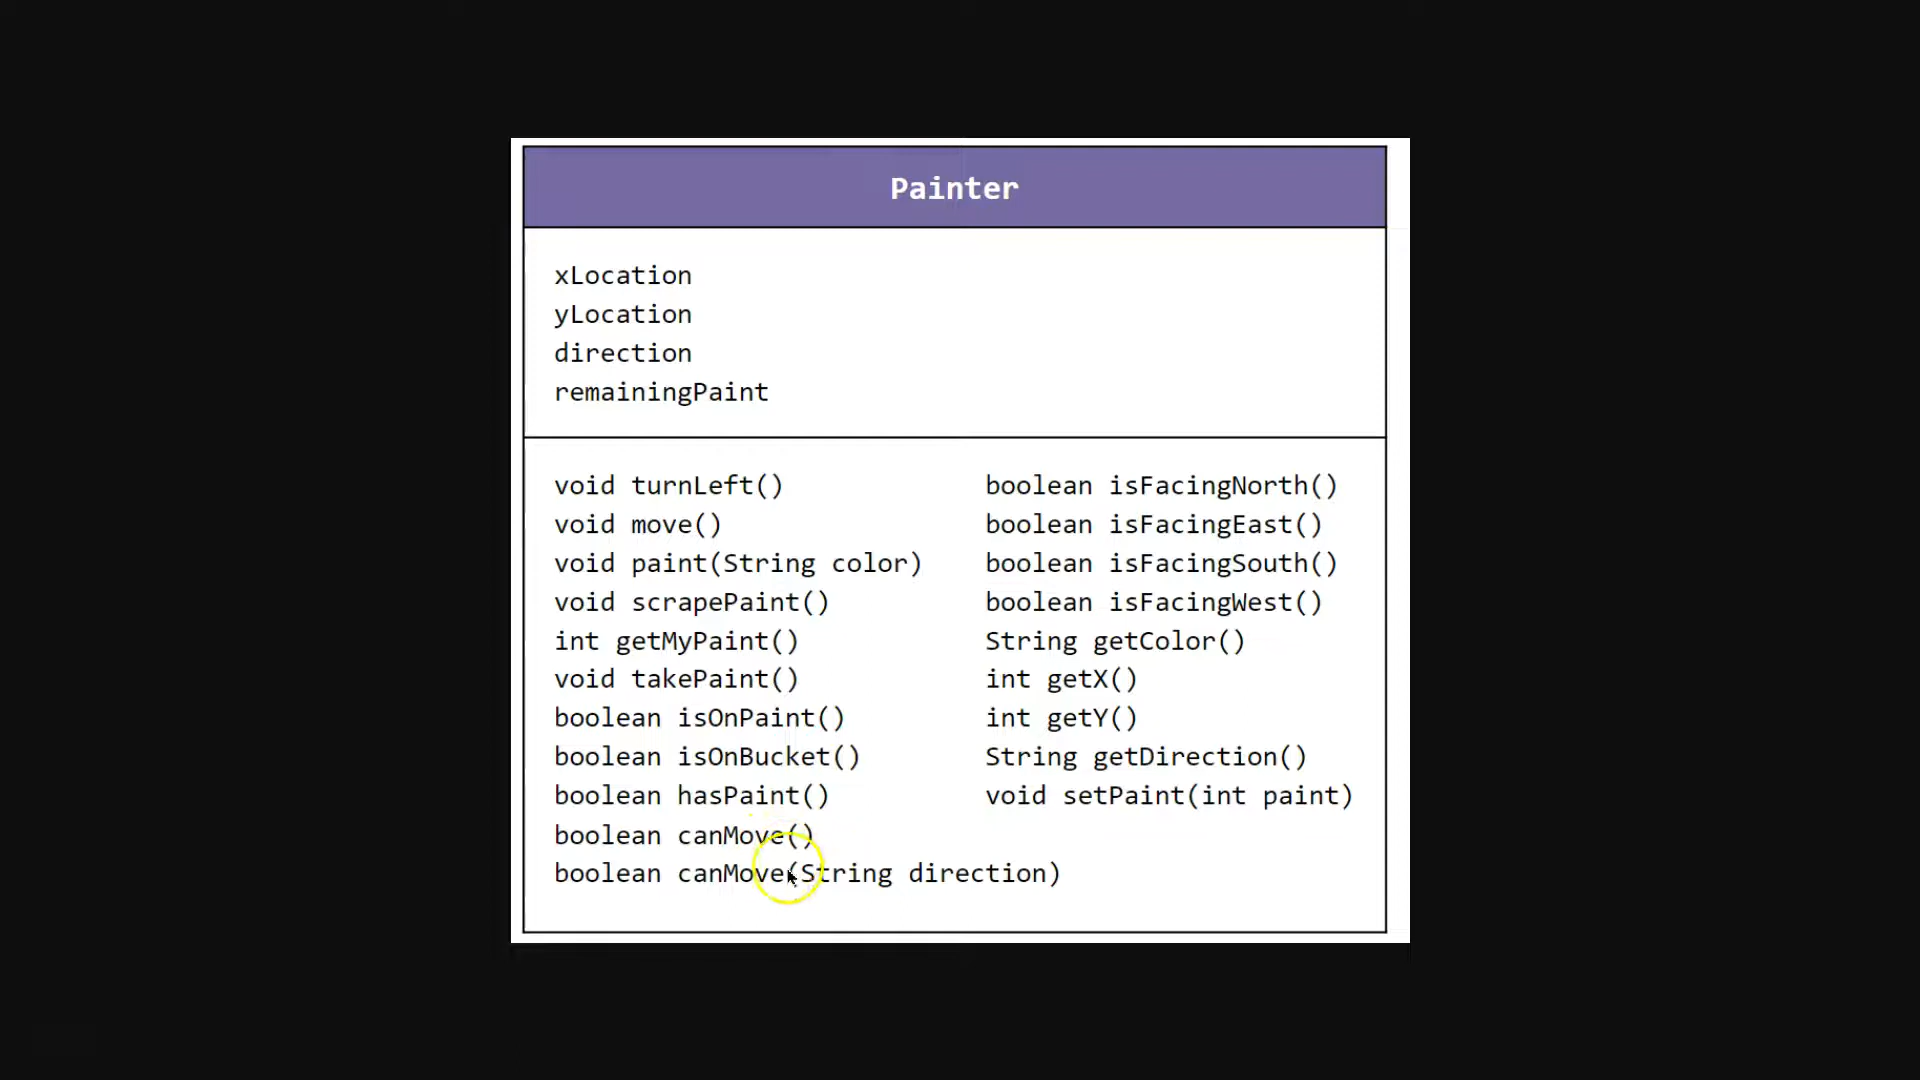 Painter
xLocation
yLocation
direction
remainingPaint
void turnLeft()
void move()
void paint(String color)
void scrapePaint()
int getMyPaint()
void takePaint()
boolean isOnPaint()
boolean isOnBucket()
boolean hasPaint()
boolean canMove()
boolean canMove(String direction)
boolean isFacingNorth()
boolean isFacingEast()
boolean isFacingSouth()
boolean isFacingWest()
String getColor()
int getX()
int getY()
String getDirection()
void setPaint(int paint)